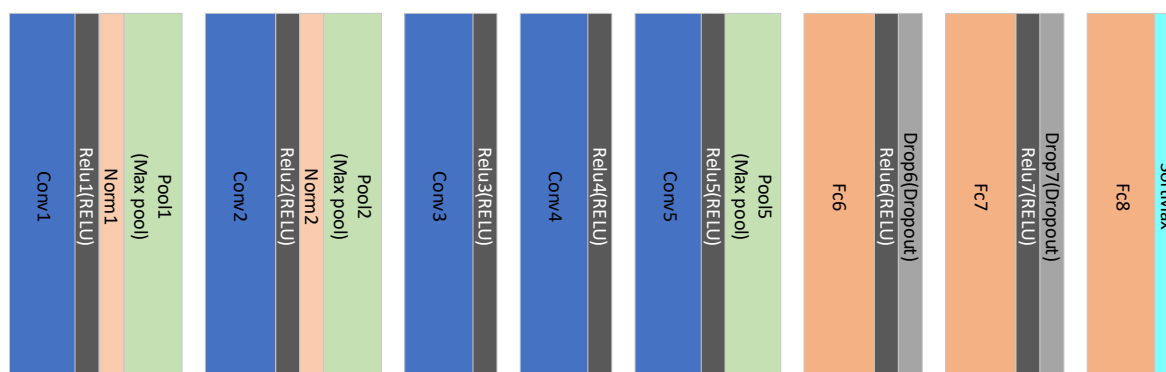 Conv1
Relu1(RELU)
Norm1
Pool1
(Max pool)
Conv2
Relu2(RELU)
Norm2
Pool2
(Max pool)
Conv3
Relu3(RELU)
Conv4
Relu4(RELU)
Conv5
Relu5(RELU)
Pool5
(Max pool)
Fc6
Relu6(RELU)
Drop6(Dropout)
Fc7
Relu7(RELU)
Drop7(Dropout)
Fc8
SoftMax